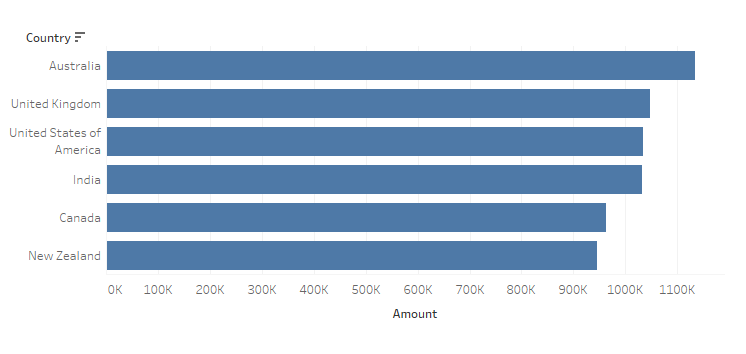 Country
Australia
United Kingdom
United States of
America
India
Canada
New Zealand
0K 100K 200K 300K 400K 500K 600K 700K 800K 900K 1000K 1100K
Amount